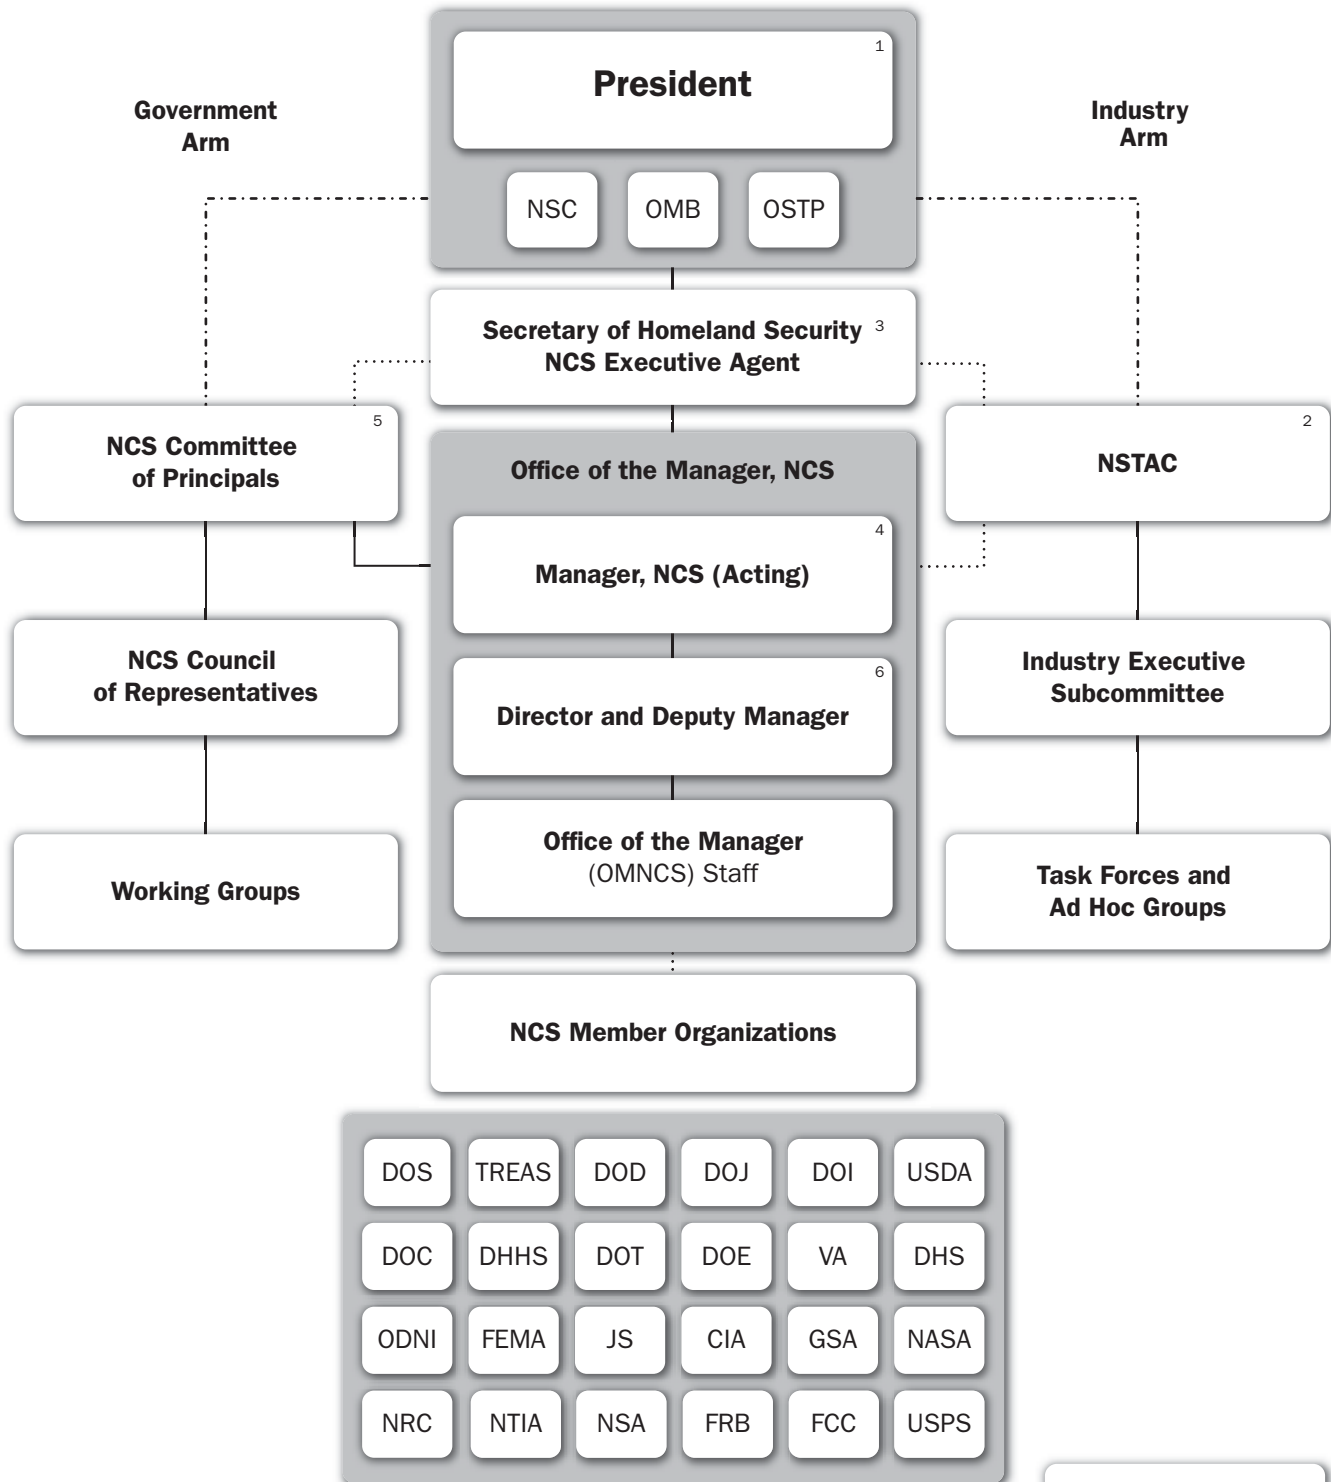 1
President
Government
Arm
Industry
Arm
NSC OMB OSTP
Secretary of Homeland Security 3
NCS Executive Agent
5
NCS Committee
of Principals
2
NSTAC
Office of the Manager, NCS
4
Manager, NCS (Acting)
NCS Council
of Representatives
6
Director and Deputy Manager
Industry Executive
Subcommittee
Office of the Manager
(OMNCS) Staff
Working Groups
Task Forces and
Ad Hoc Groups
NCS Member Organizations
DOS TREAS DOD DOJ DOI USDA
DOC DHHS DOT DOE VA DHS
ODNI FEMA JS CIA GSA NASA
NRC NTIA NSA FRB FCC USPS